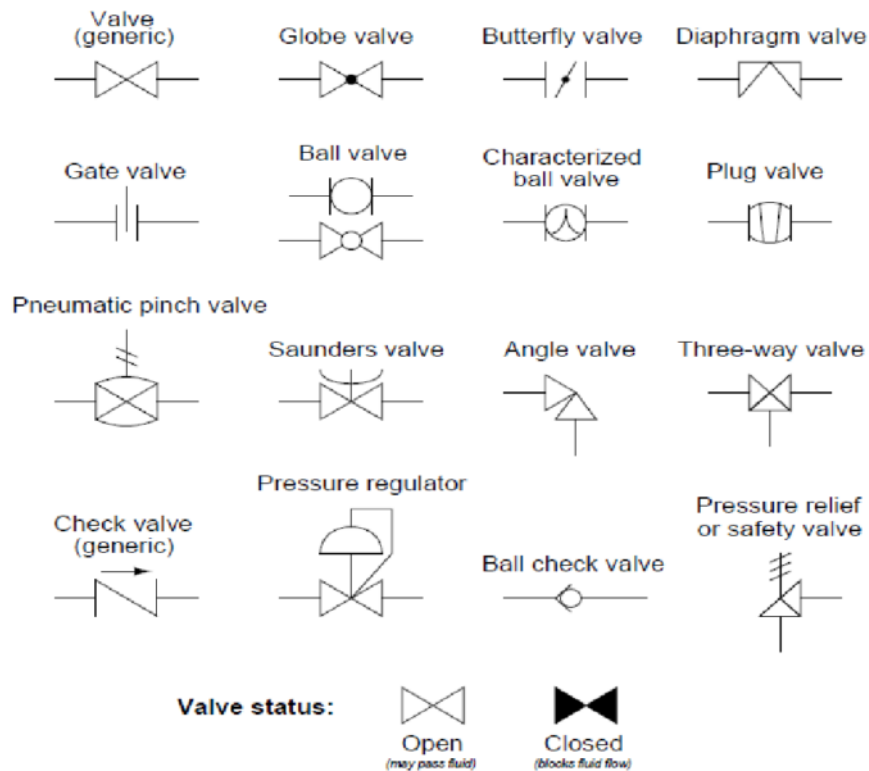 Valve
(generic)
Globe valve
Butterfly valve
Diaphragm valve
Gate valve
Ball valve
Characterized
ball valve
Plug valve
Pneumatic pinch valve
Saunders valve
Angle valve
Three-way valve
Check valve
(generic)
Pressure regulator
Ball check valve
Pressure relief
or safety valve
Valve status:
Open
(may pass fluid)
Closed
(blocks fluid flow)